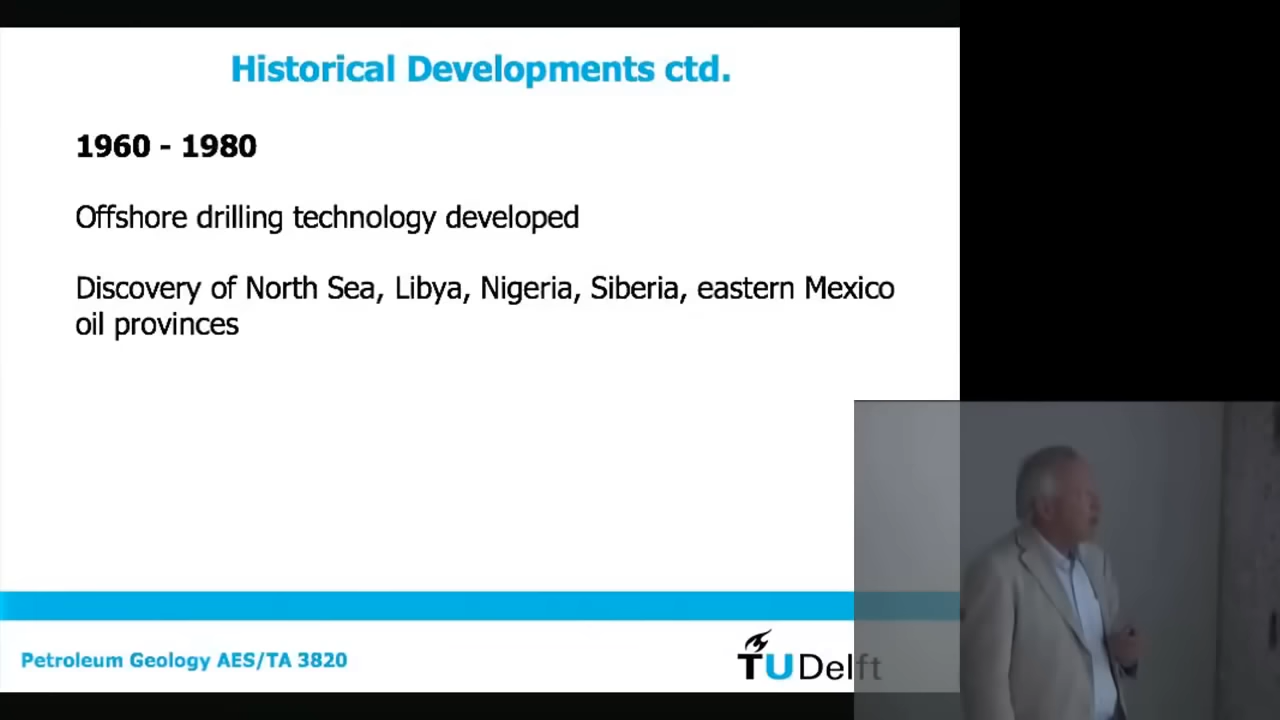 Historical Developments ctd.
1960 - 1980
Offshore drilling technology developed
Discovery of North Sea, Libya, Nigeria, Siberia, eastern Mexico
oil provinces
Petroleum Geology AES/TA 3820
TU Delft